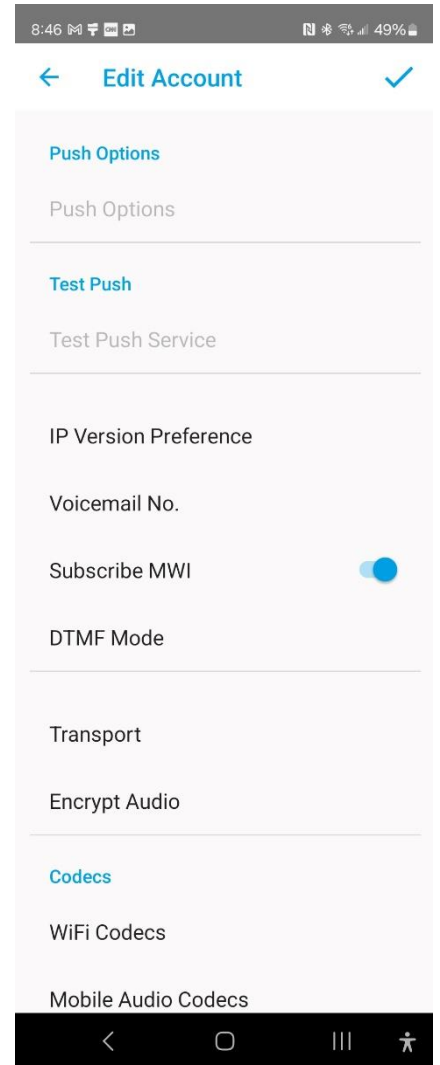 8:46
49%
Edit Account
Push Options
Push Options
Test Push
Test Push Service
IP Version Preference
Voicemail No.
Subscribe MWI
DTMF Mode
Transport
Encrypt Audio
Codecs
WiFi Codecs
Mobile Audio Codecs